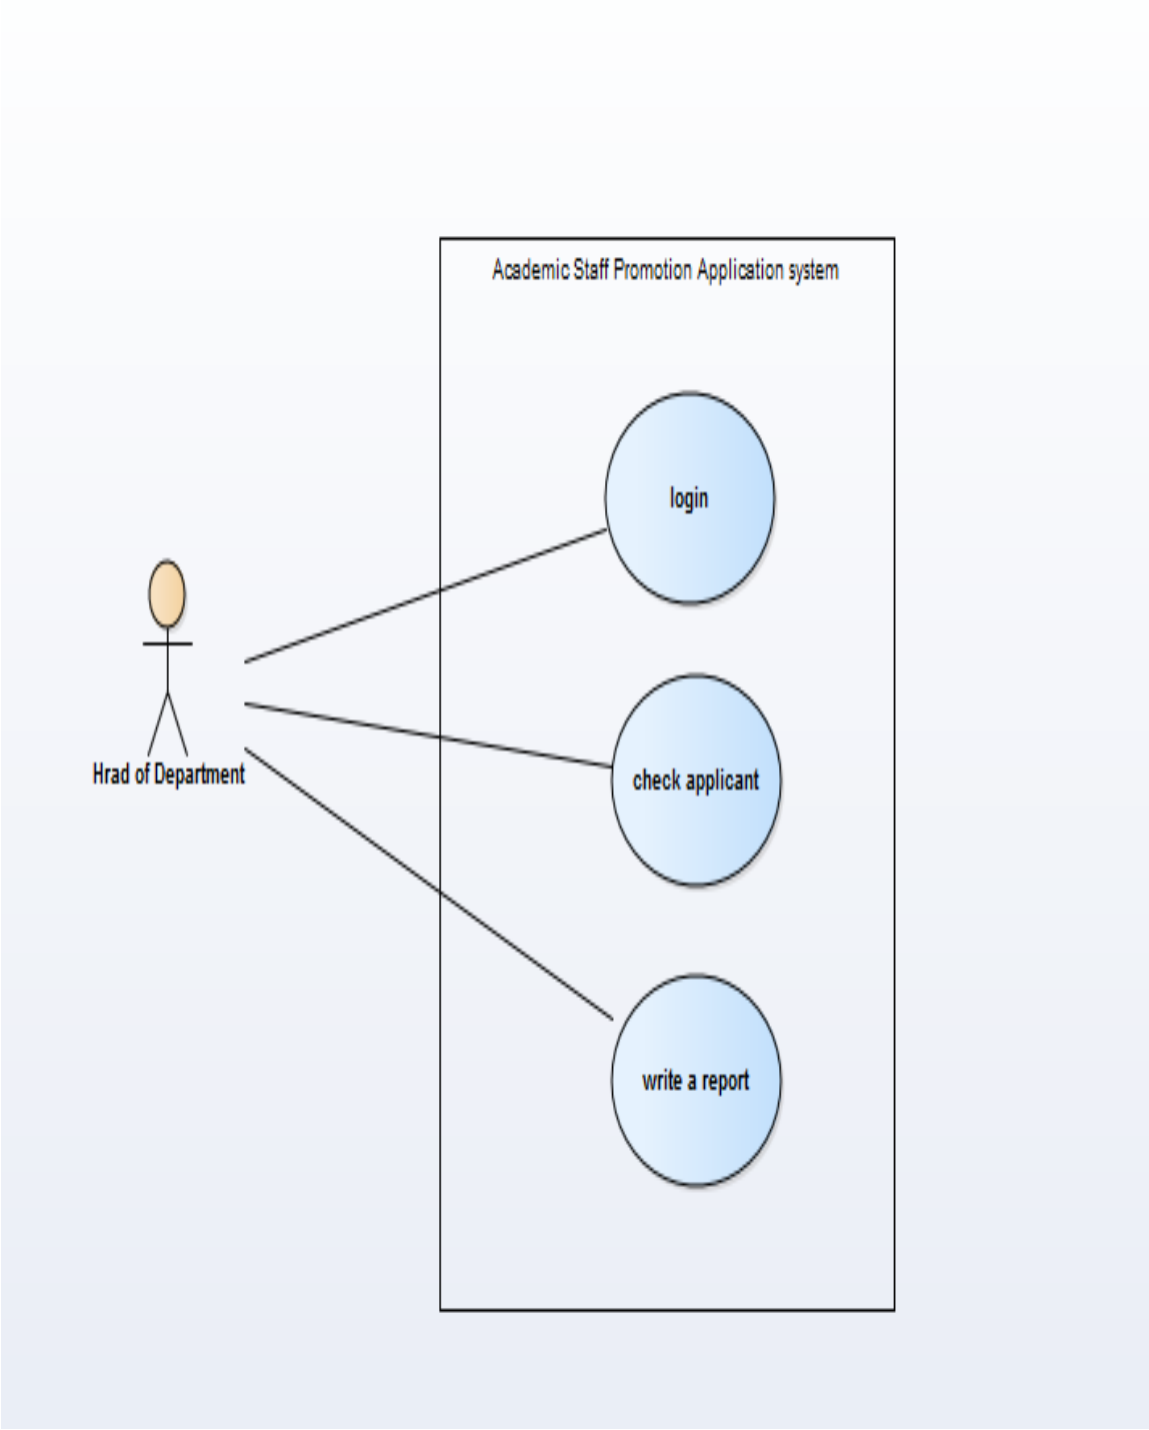 Academic Staff Promotion Application system
login
Hrad of Department
check applicant
write a report